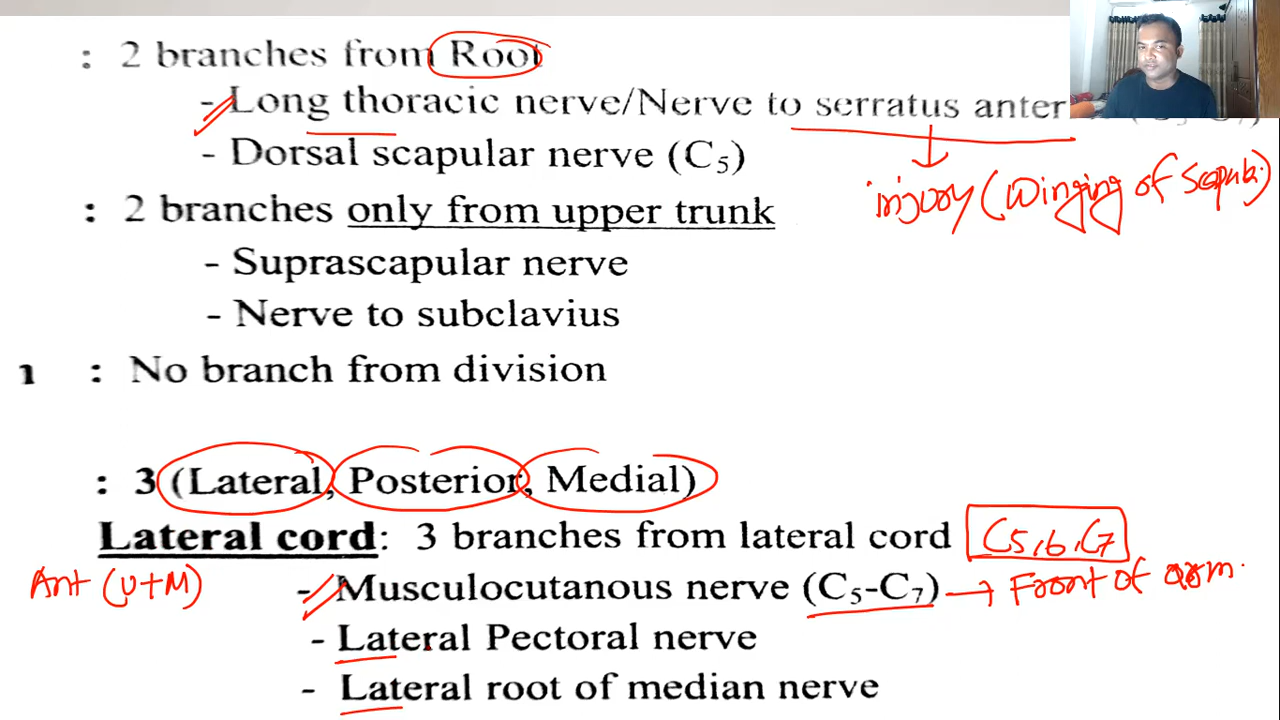 : 2 branches from Root
- Long thoracic nerve/Nerve to serratus anter
- Dorsal scapular nerve (C5)
injury (Winging of Scapula)
: 2 branches only from upper trunk
- Suprascapular nerve
- Nerve to subclavius
: No branch from division
: 3 (Lateral, Posterior, Medial)
Lateral cord: 3 branches from lateral cord C5,6,C7
Ant (U+M)
- Musculocutanous nerve (C5-C7) → Front of arm.
- Lateral Pectoral nerve
- Lateral root of median nerve